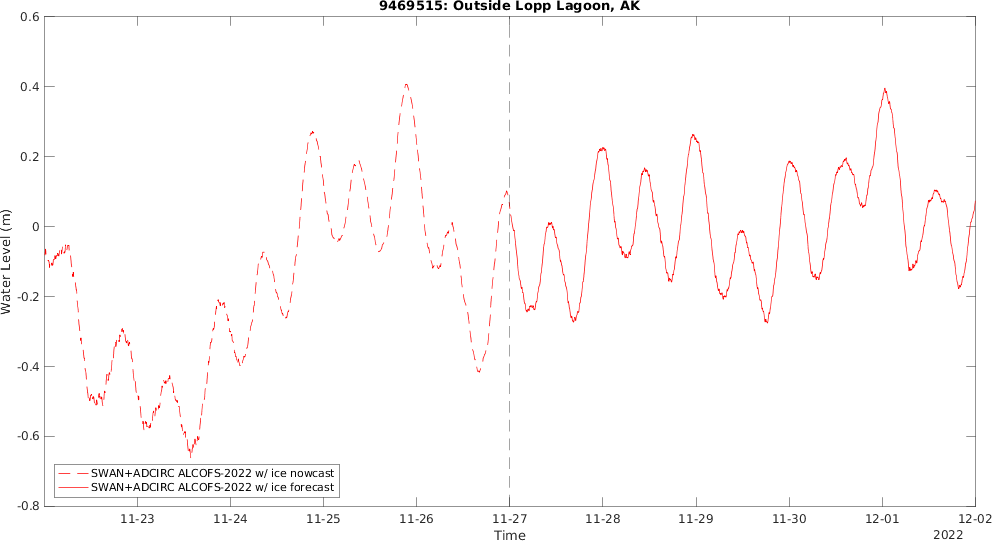 9469515: Outside Lopp Lagoon, AK
Water Level (m)
0.6
0.4
0.2
0
-0.2
-0.4
-0.6
-0.8
SWAN+ADCIRC ALCOFS-2022 w/ ice nowcast
SWAN+ADCIRC ALCOFS-2022 w/ ice forecast
11-23 11-24 11-25 11-26 11-27 11-28 11-29 11-30 12-01 12-02
Time
2022